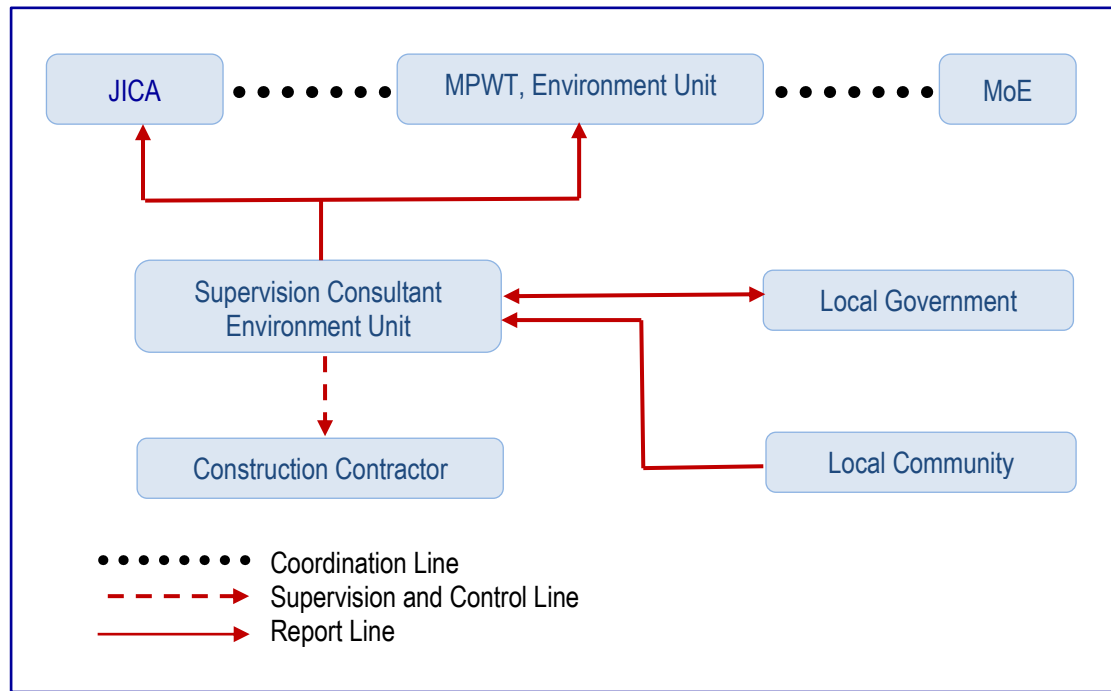 JICA
MPWT, Environment Unit
MoE
Supervision Consultant
Environment Unit
Local Government
Construction Contractor
Local Community
Coordination Line
Supervision and Control Line
Report Line